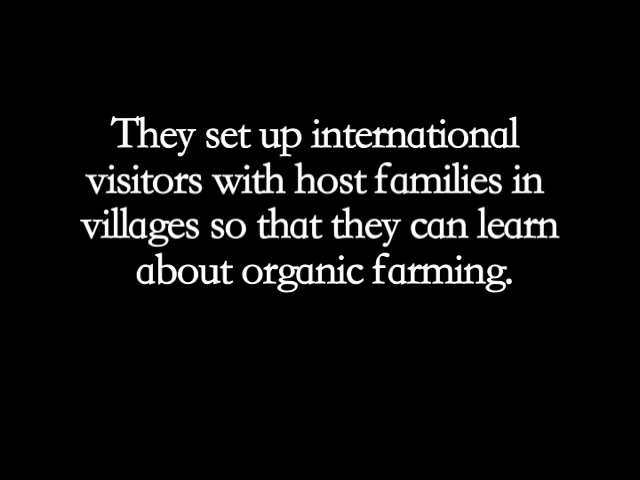 They set up international
visitors with host families in
villages so that they can learn
about organic farming.